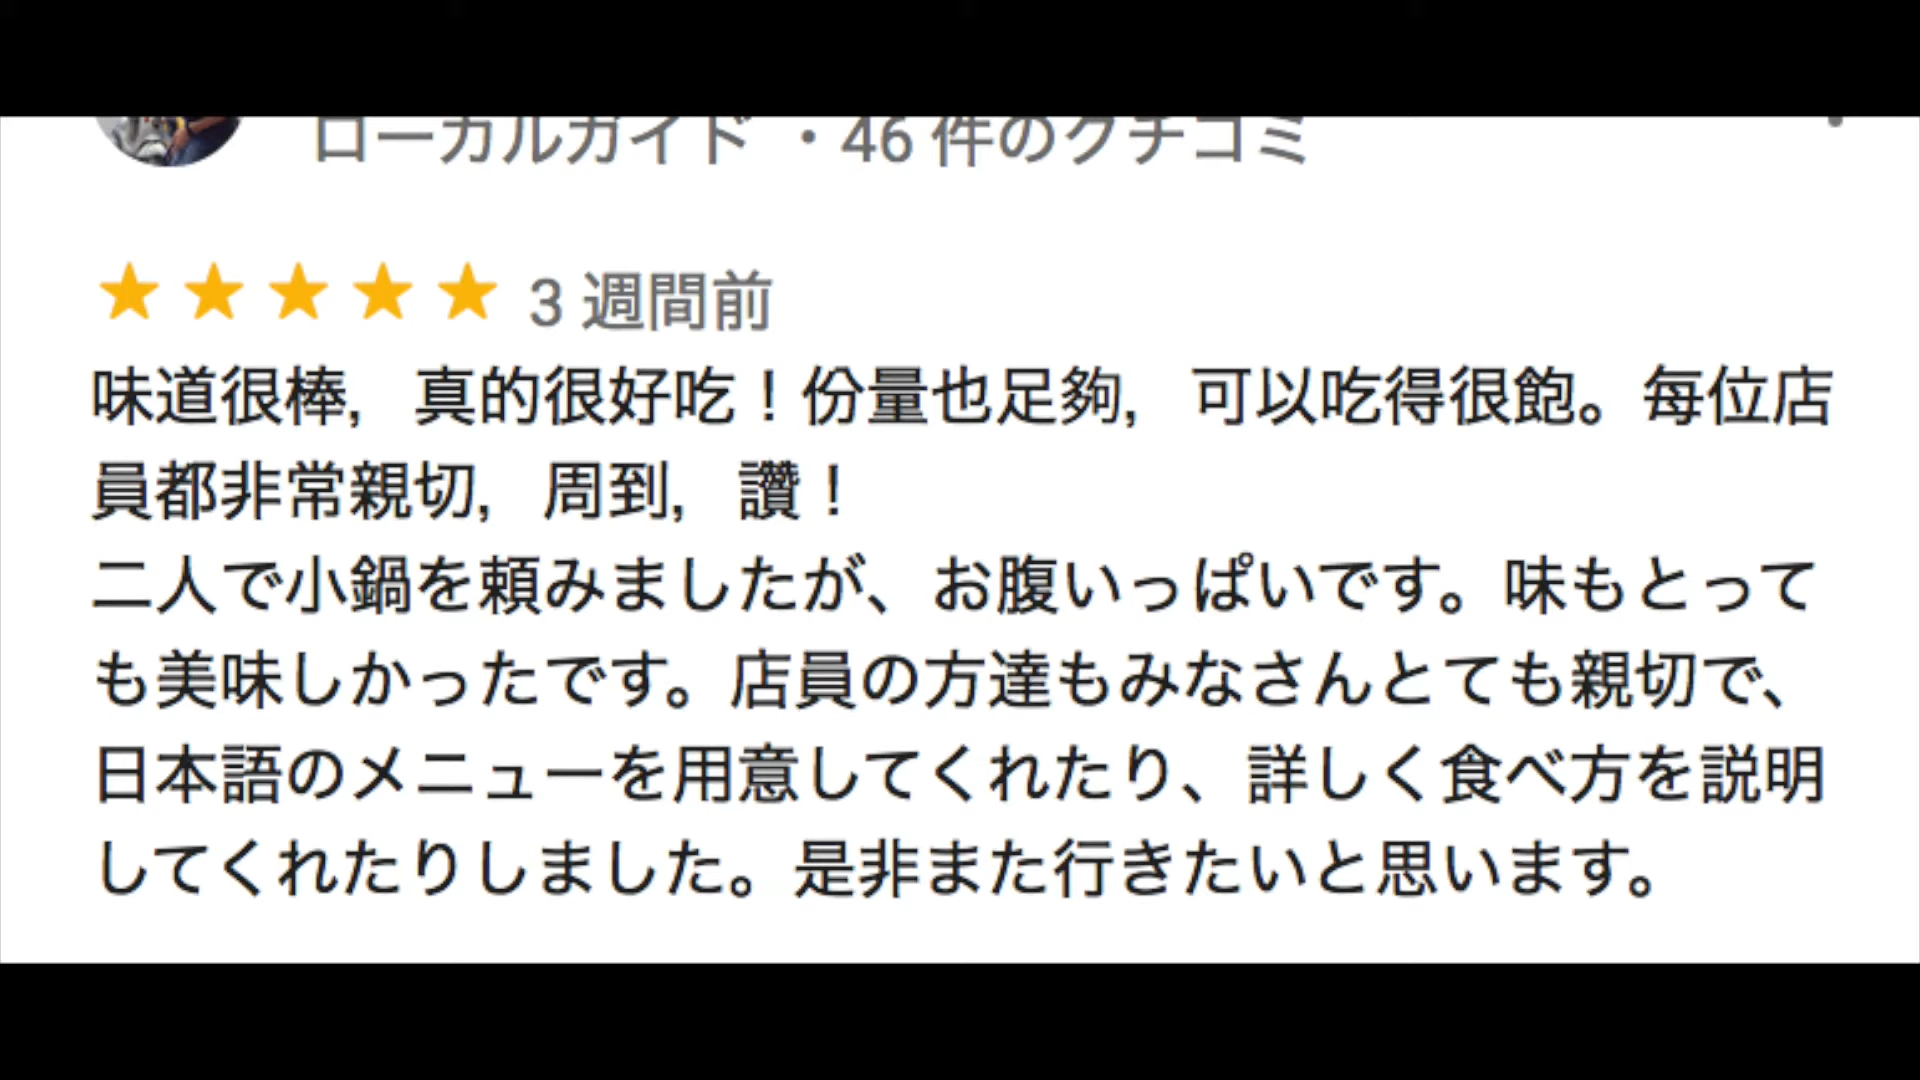 ローカルガイド ・46 件のクチコミ
3 週間前
味道很棒，真的很好吃！份量也足夠，可以吃得很飽。每位店
員都非常親切，周到，讚！
二人で小鍋を頼みましたが、お腹いっぱいです。味もとって
も美味しかったです。店員の方達もみなさんとても親切で、
日本語のメニューを用意してくれたり、詳しく食べ方を説明
してくれたりしました。是非また行きたいと思います。